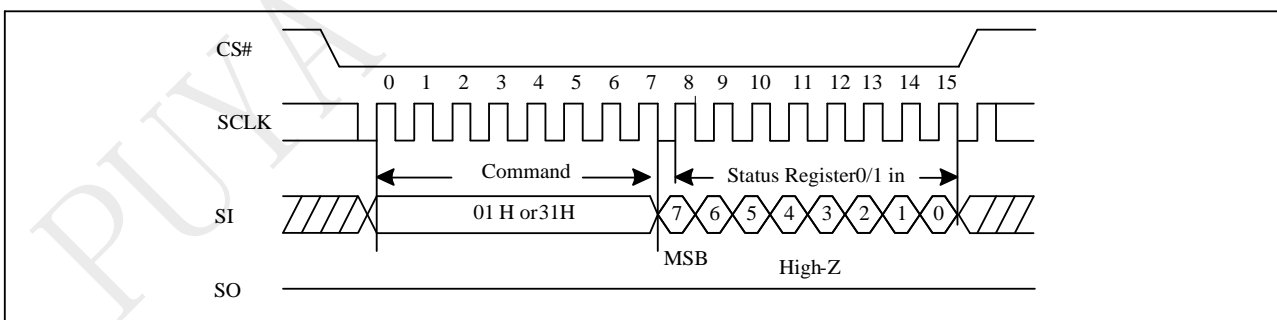 CS#
0 1 2 3 4 5 6 7 8 9 10 11 12 13 14 15
SCLK
Command
Status Register0/1 in
SI
01 H or31H
7 6 5 4 3 2 1 0
MSB
High-Z
SO
PUYA